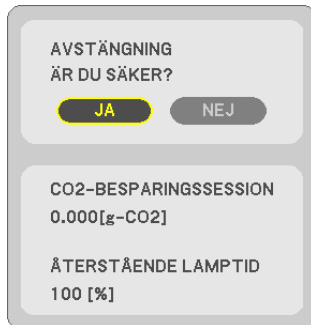 AVSTÄNGNING
ÄR DU SÄKER?
JA NEJ
CO2-BESPARINGSSESSION
0.000[g-CO2]
ÅTERSTÅENDE LAMPTID
100 [%]